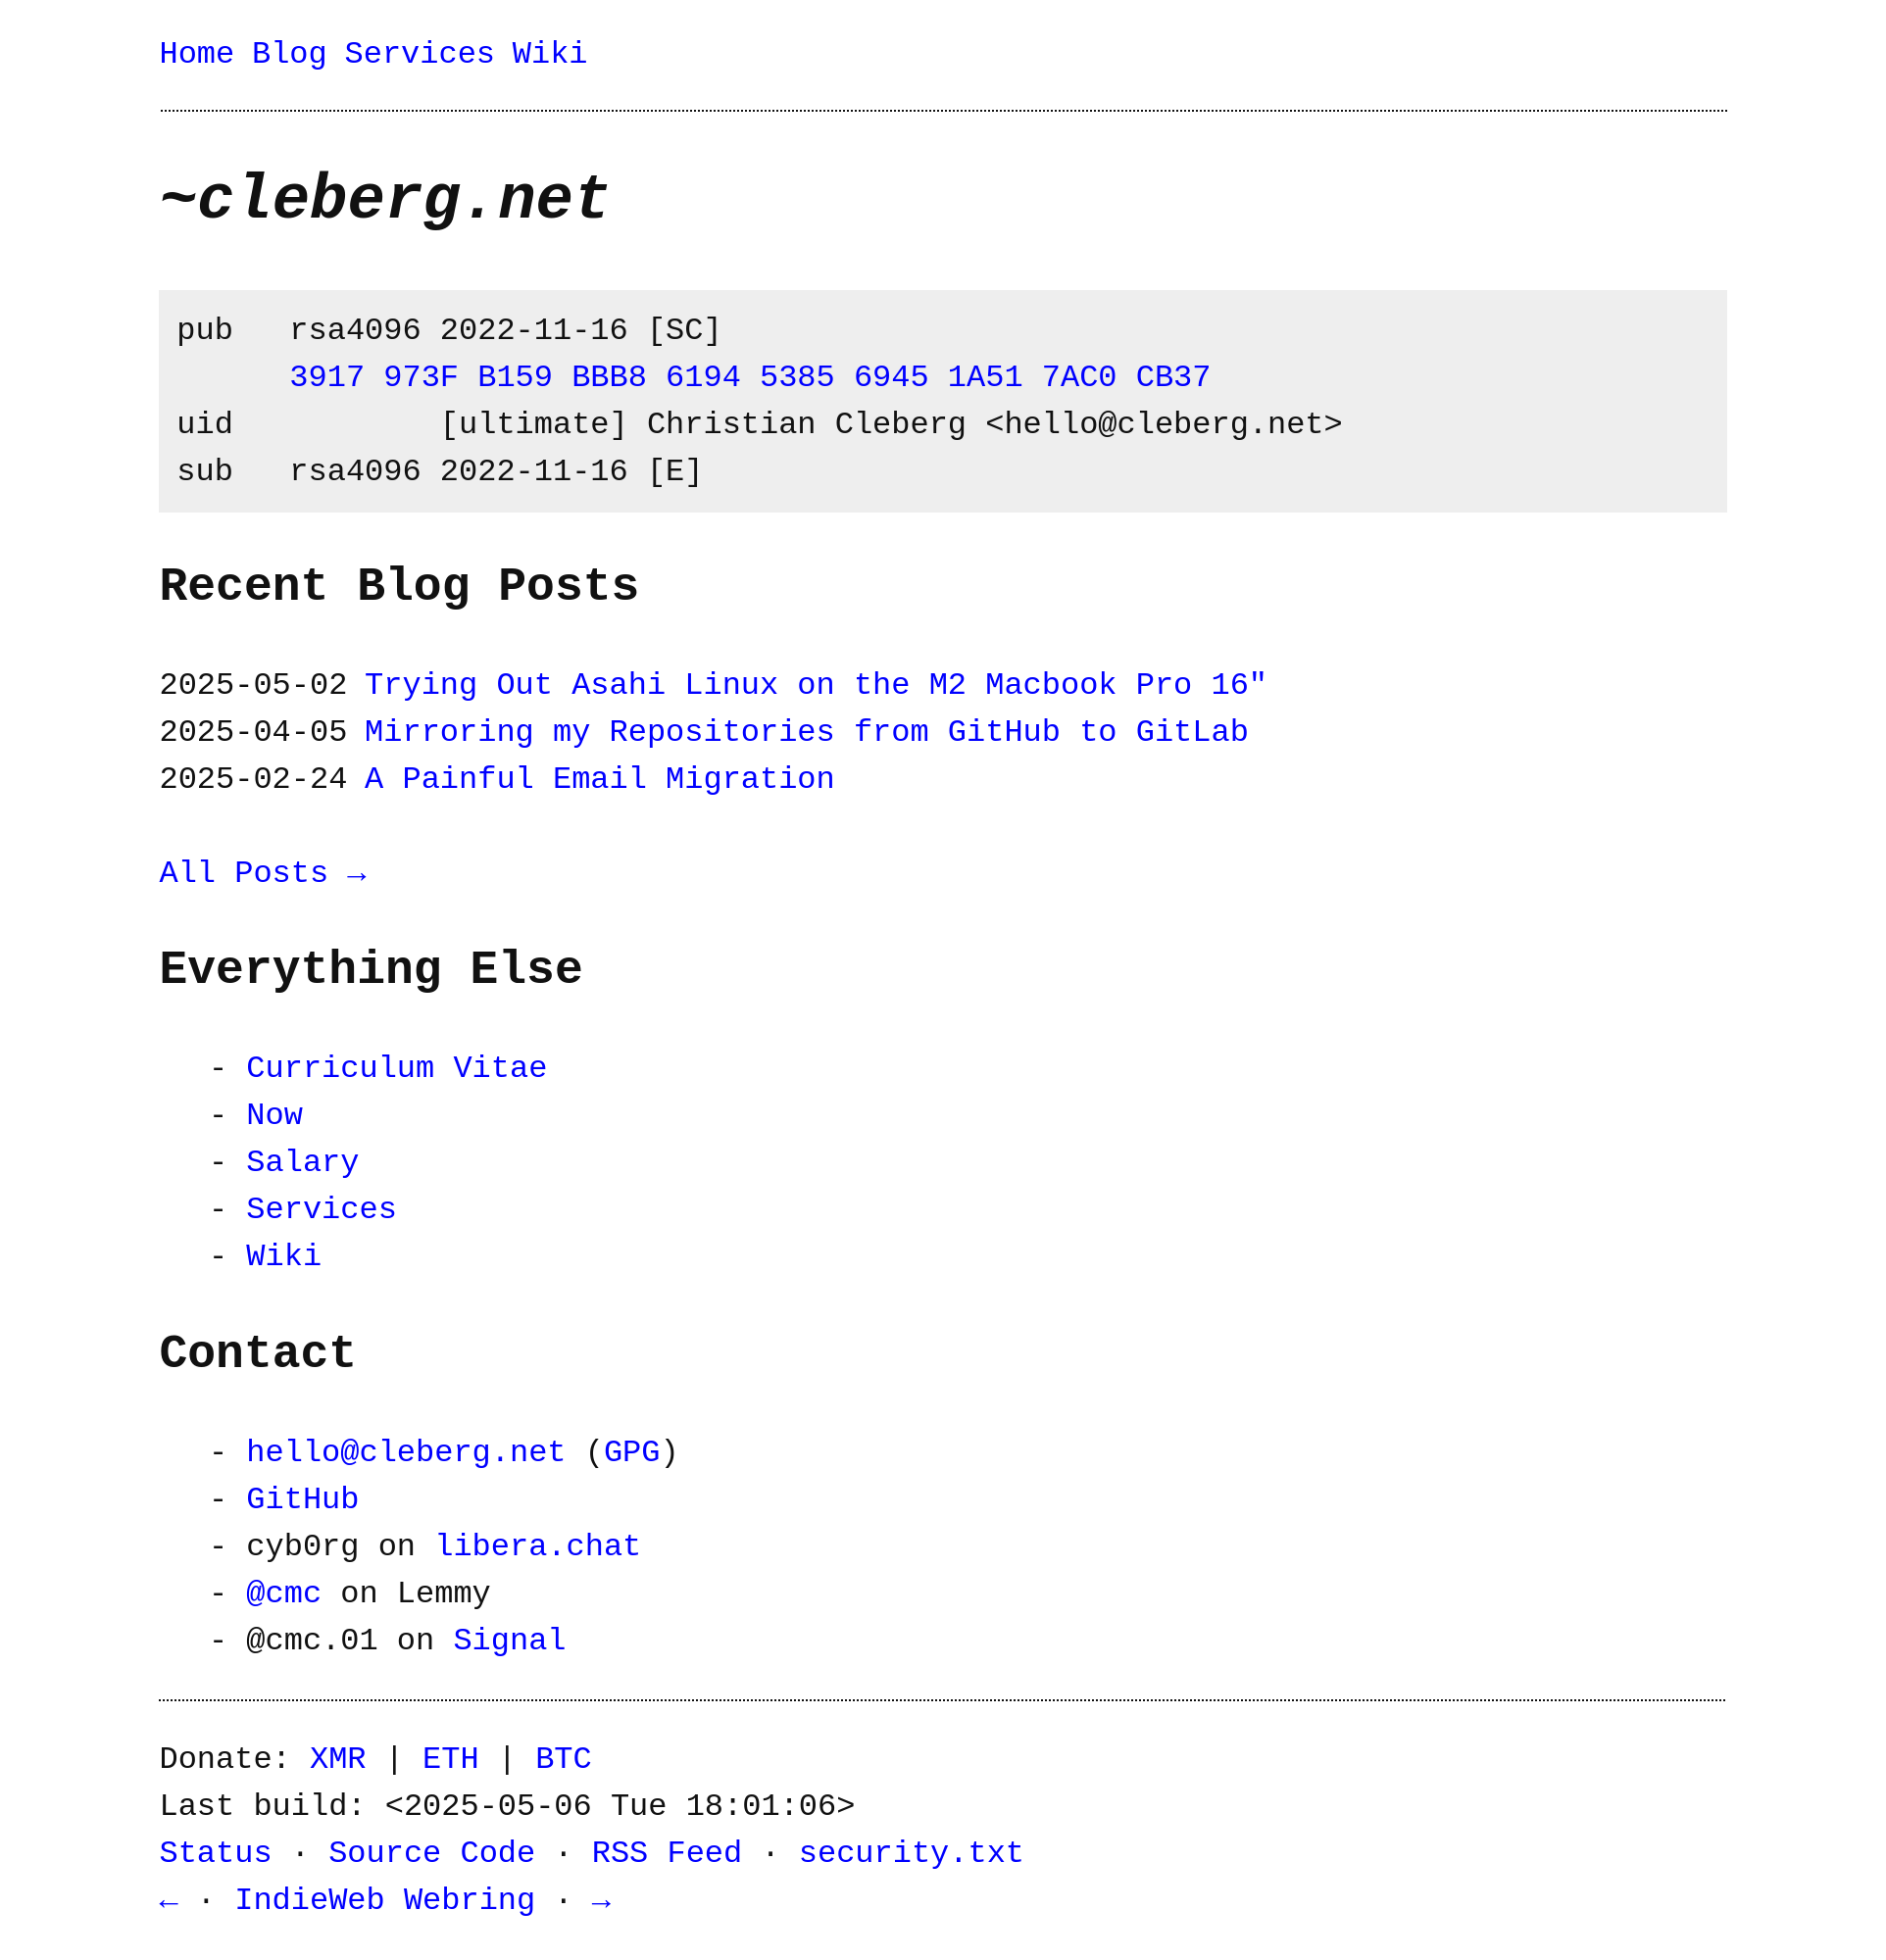 Home Blog Services Wiki
~cleberg.net
pub   rsa4096 2022-11-16 [SC]
      3917 973F B159 BBB8 6194 5385 6945 1A51 7AC0 CB37
uid           [ultimate] Christian Cleberg <hello@cleberg.net>
sub   rsa4096 2022-11-16 [E]
Recent Blog Posts
2025-05-02 Trying Out Asahi Linux on the M2 Macbook Pro 16"
2025-04-05 Mirroring my Repositories from GitHub to GitLab
2025-02-24 A Painful Email Migration
All Posts →
Everything Else
- Curriculum Vitae
- Now
- Salary
- Services
- Wiki
Contact
- hello@cleberg.net (GPG)
- GitHub
- cyb0rg on libera.chat
- @cmc on Lemmy
- @cmc.01 on Signal
Donate: XMR | ETH | BTC
Last build: <2025-05-06 Tue 18:01:06>
Status · Source Code · RSS Feed · security.txt
← · IndieWeb Webring · →